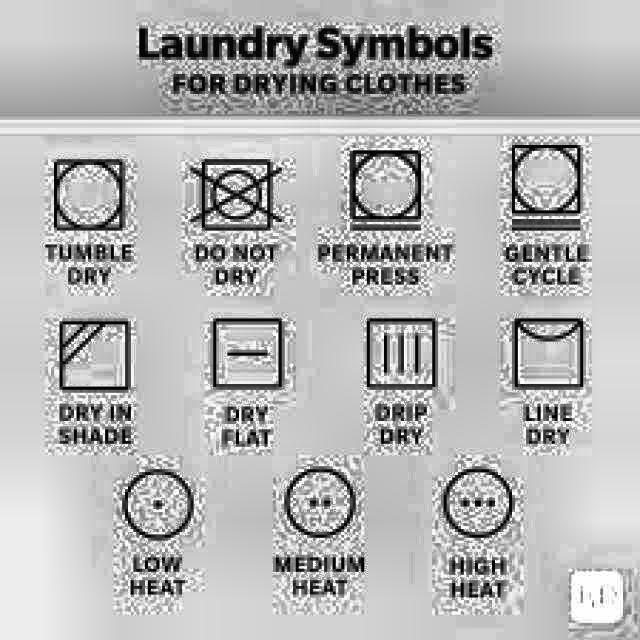 Laundry Symbols
FOR DRYING CLOTHES
TUMBLE DRY
DO NOT DRY
PERMANENT PRESS
GENTLE CYCLE
DRY IN SHADE
DRY FLAT
DRIP DRY
LINE DRY
LOW HEAT
MEDIUM HEAT
HIGH HEAT